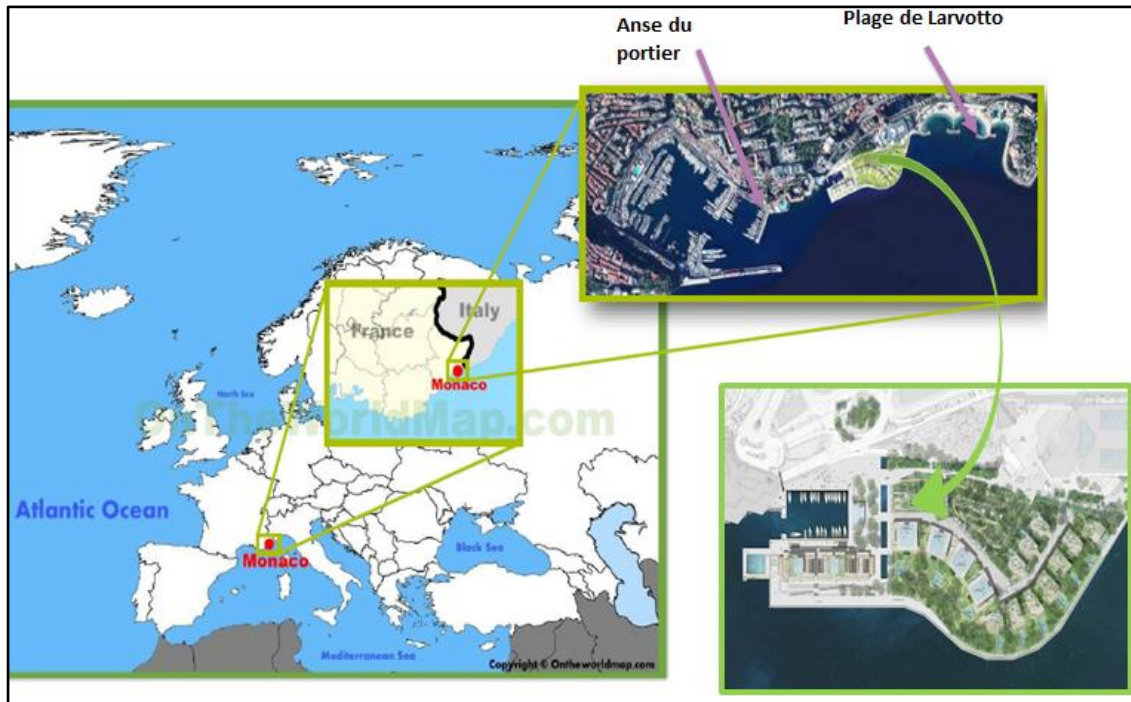 Anse du
portier
Plage de Larvotto
France
Italy
Monaco
North Sea
OnTheWorldMap.com
Atlantic Ocean
Monaco
Black Sea
Mediterranean Sea
Copyright © Ontheworldmap.com